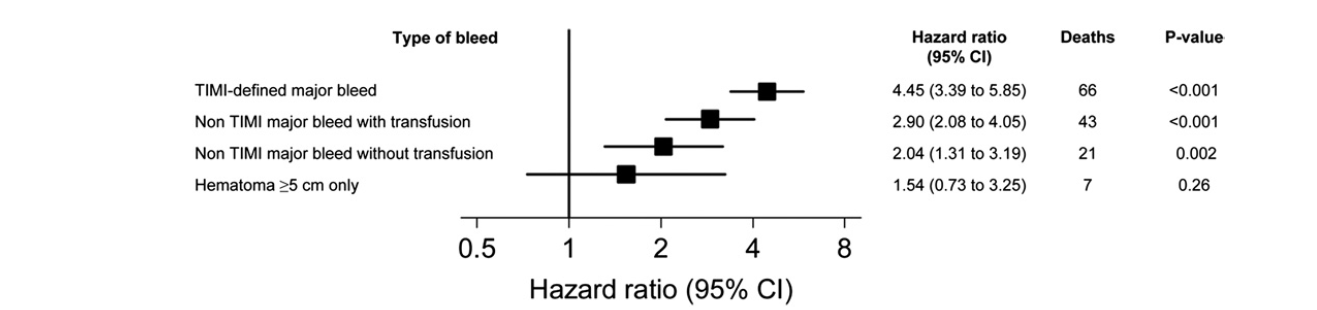 Type of bleed Hazard ratio Deaths P-value
(95% CI)
TIMI-defined major bleed 4.45 (3.39 to 5.85) 66 <0.001
Non TIMI major bleed with transfusion 2.90 (2.08 to 4.05) 43 <0.001
Non TIMI major bleed without transfusion 2.04 (1.31 to 3.19) 21 0.002
Hematoma ≥5 cm only 1.54 (0.73 to 3.25) 7 0.26
0.5 1 2 4 8
Hazard ratio (95% CI)